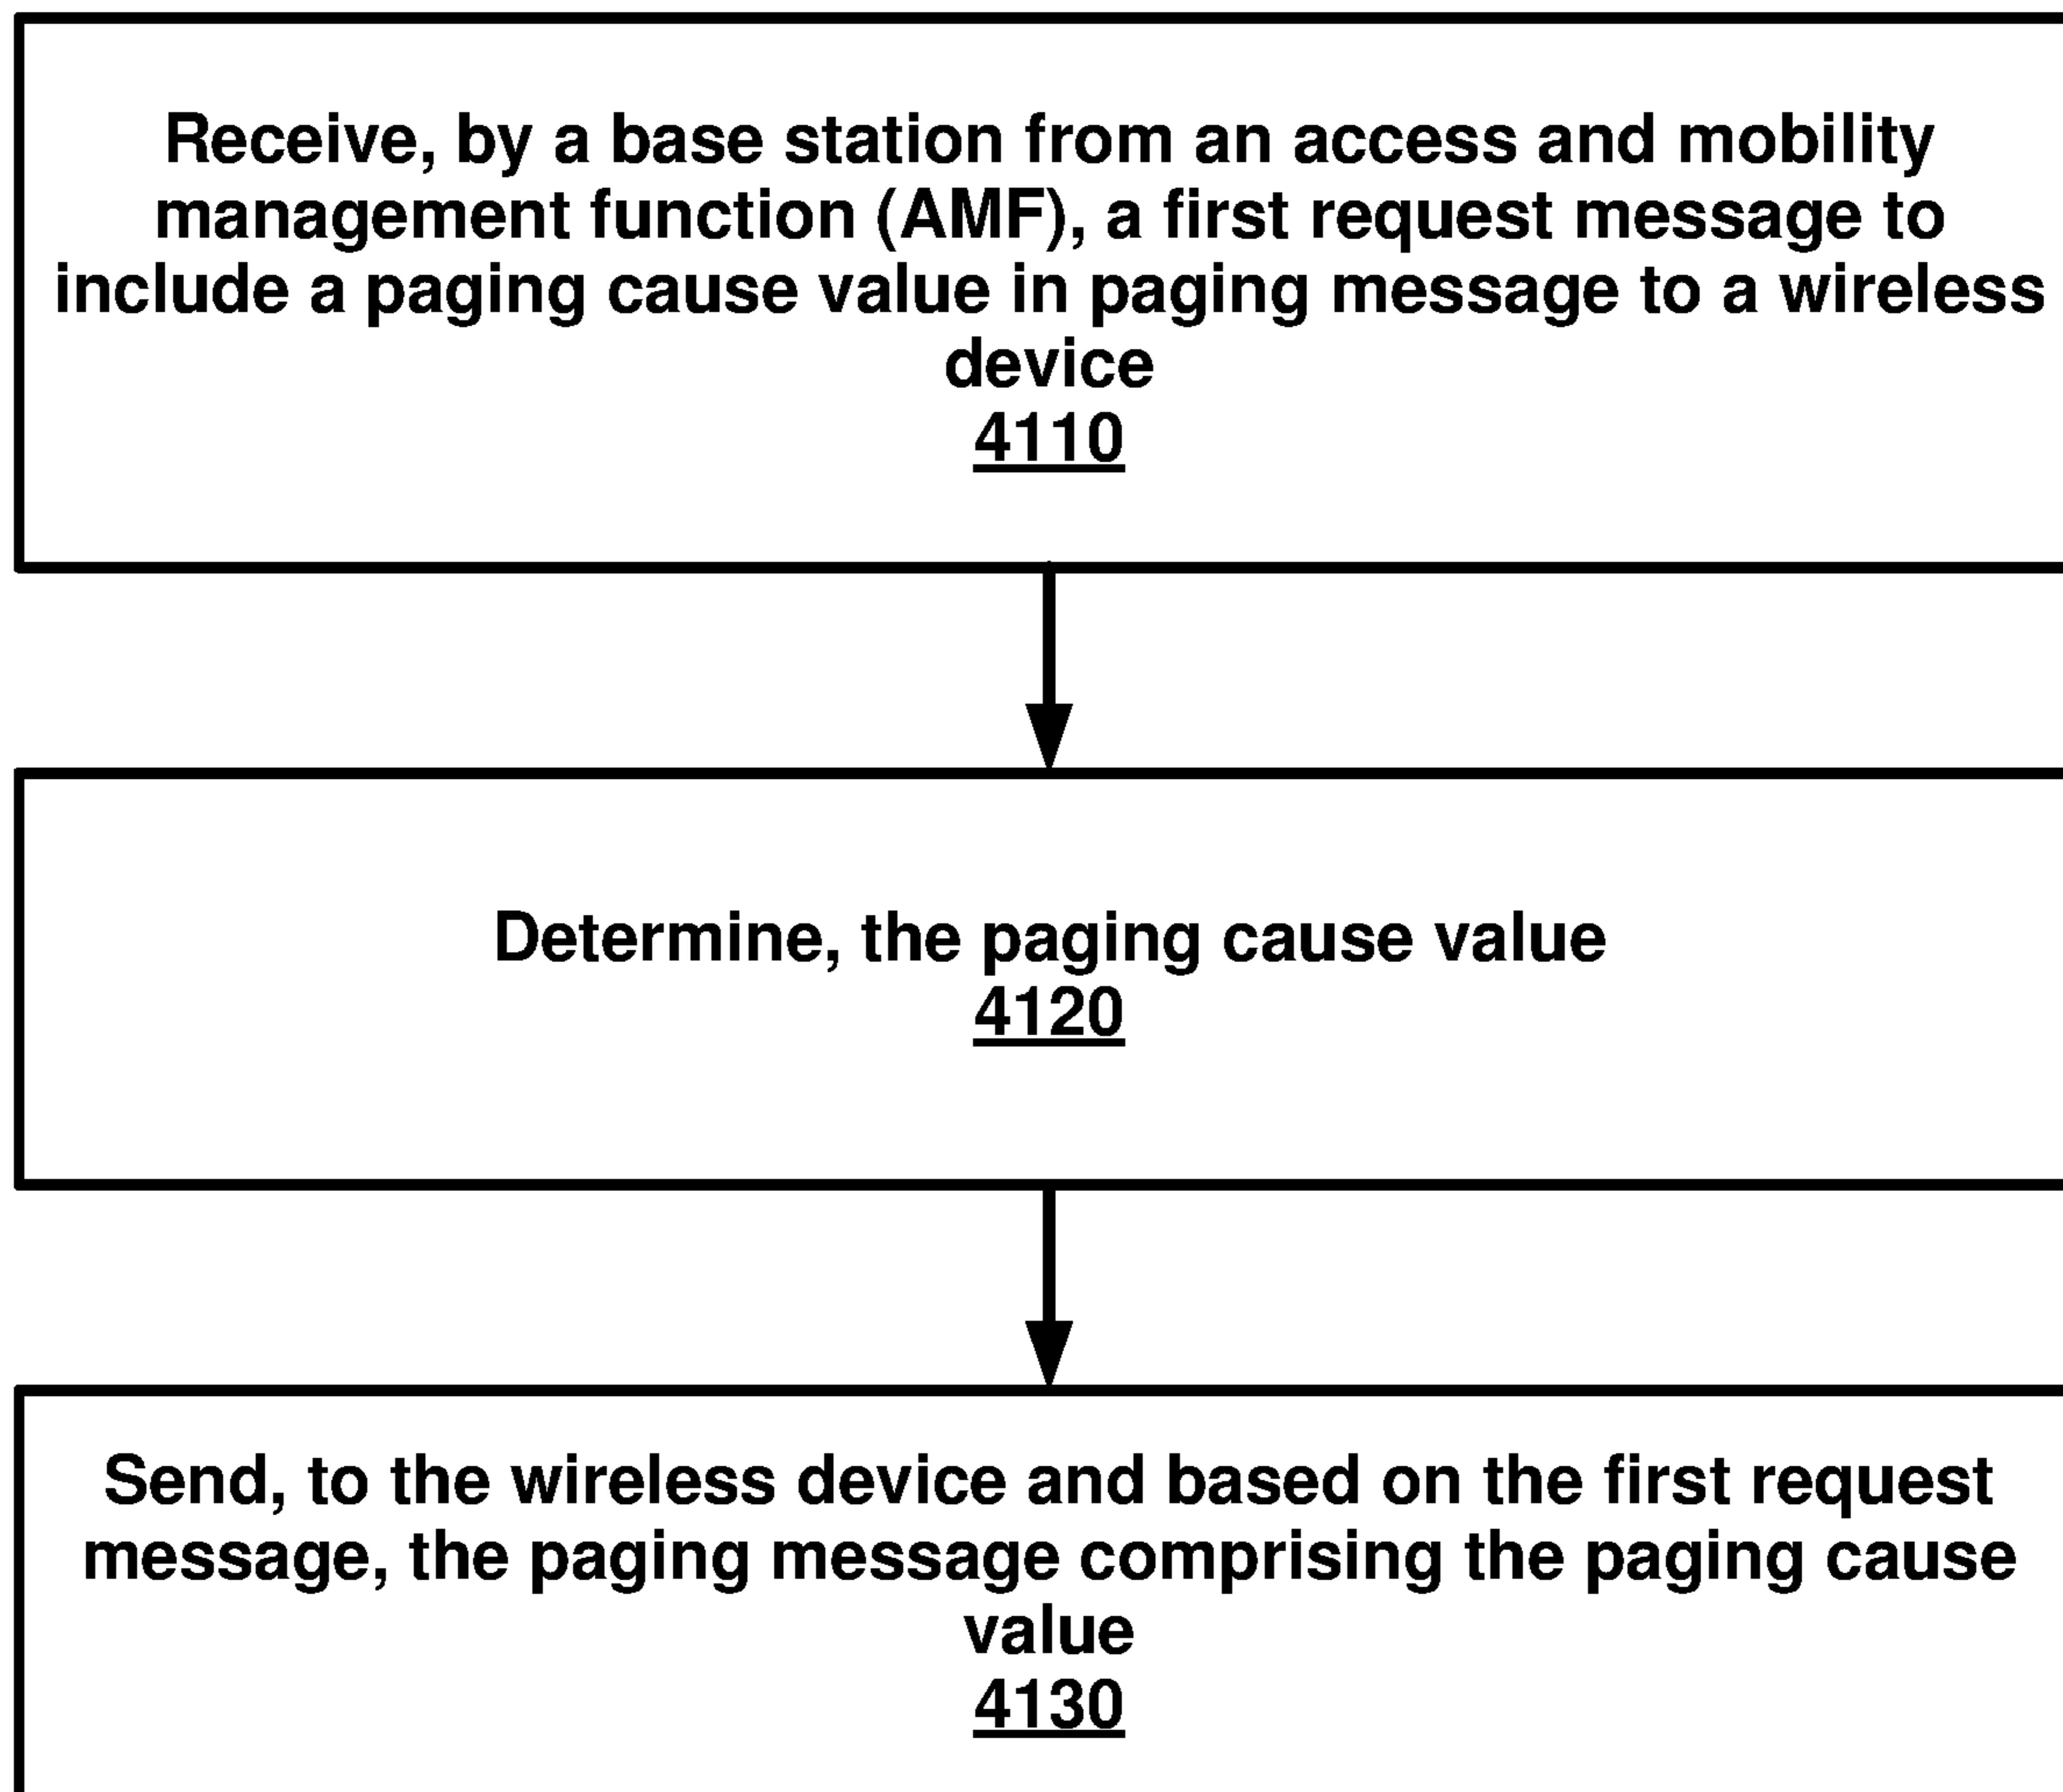 Receive, by a base station from an access and mobility
management function (AMF), a first request message to
include a paging cause value in paging message to a wireless
device
4110
Determine, the paging cause value
4120
Send, to the wireless device and based on the first request
message, the paging message comprising the paging cause
value
4130